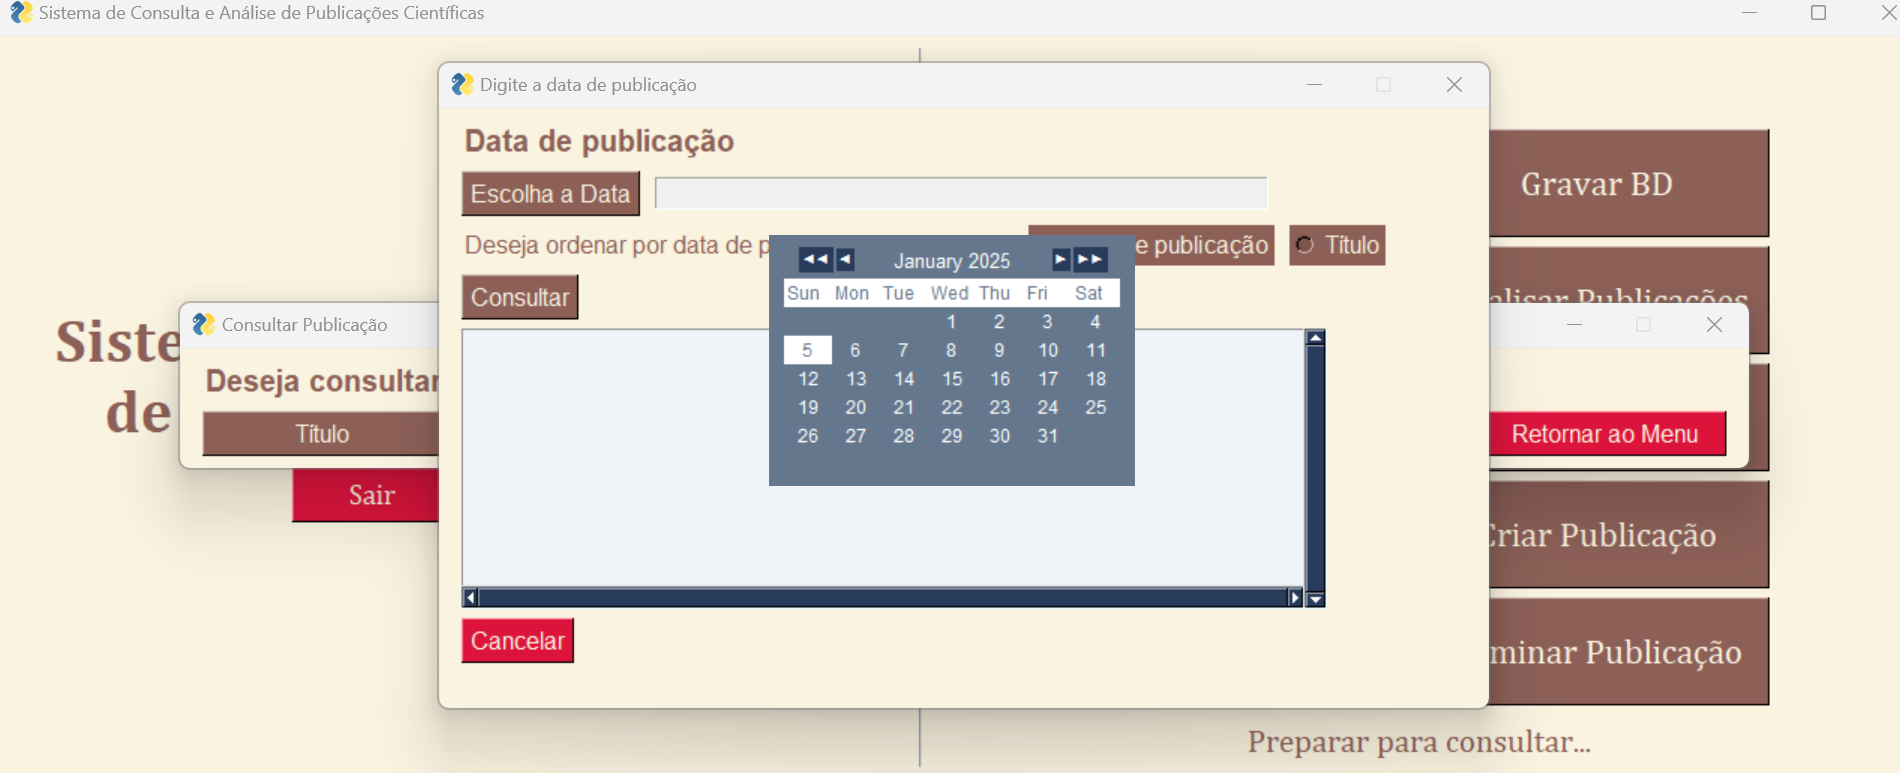 Sistema de Consulta e Análise de Publicações Científicas
Digite a data de publicação
Data de publicação
Escolha a Data
Deseja ordenar por data de p
e publicação
Título
Consultar
January 2025
Sun Mon Tue Wed Thu Fri Sat
1 2 3 4
5 6 7 8 9 10 11
12 13 14 15 16 17 18
19 20 21 22 23 24 25
26 27 28 29 30 31
Cancelar
Consultar Publicação
Deseja consultar
Título
Retornar ao Menu
Siste
de
Sair
Gravar BD
alisar Publicações
Criar Publicação
minar Publicação
Preparar para consultar...